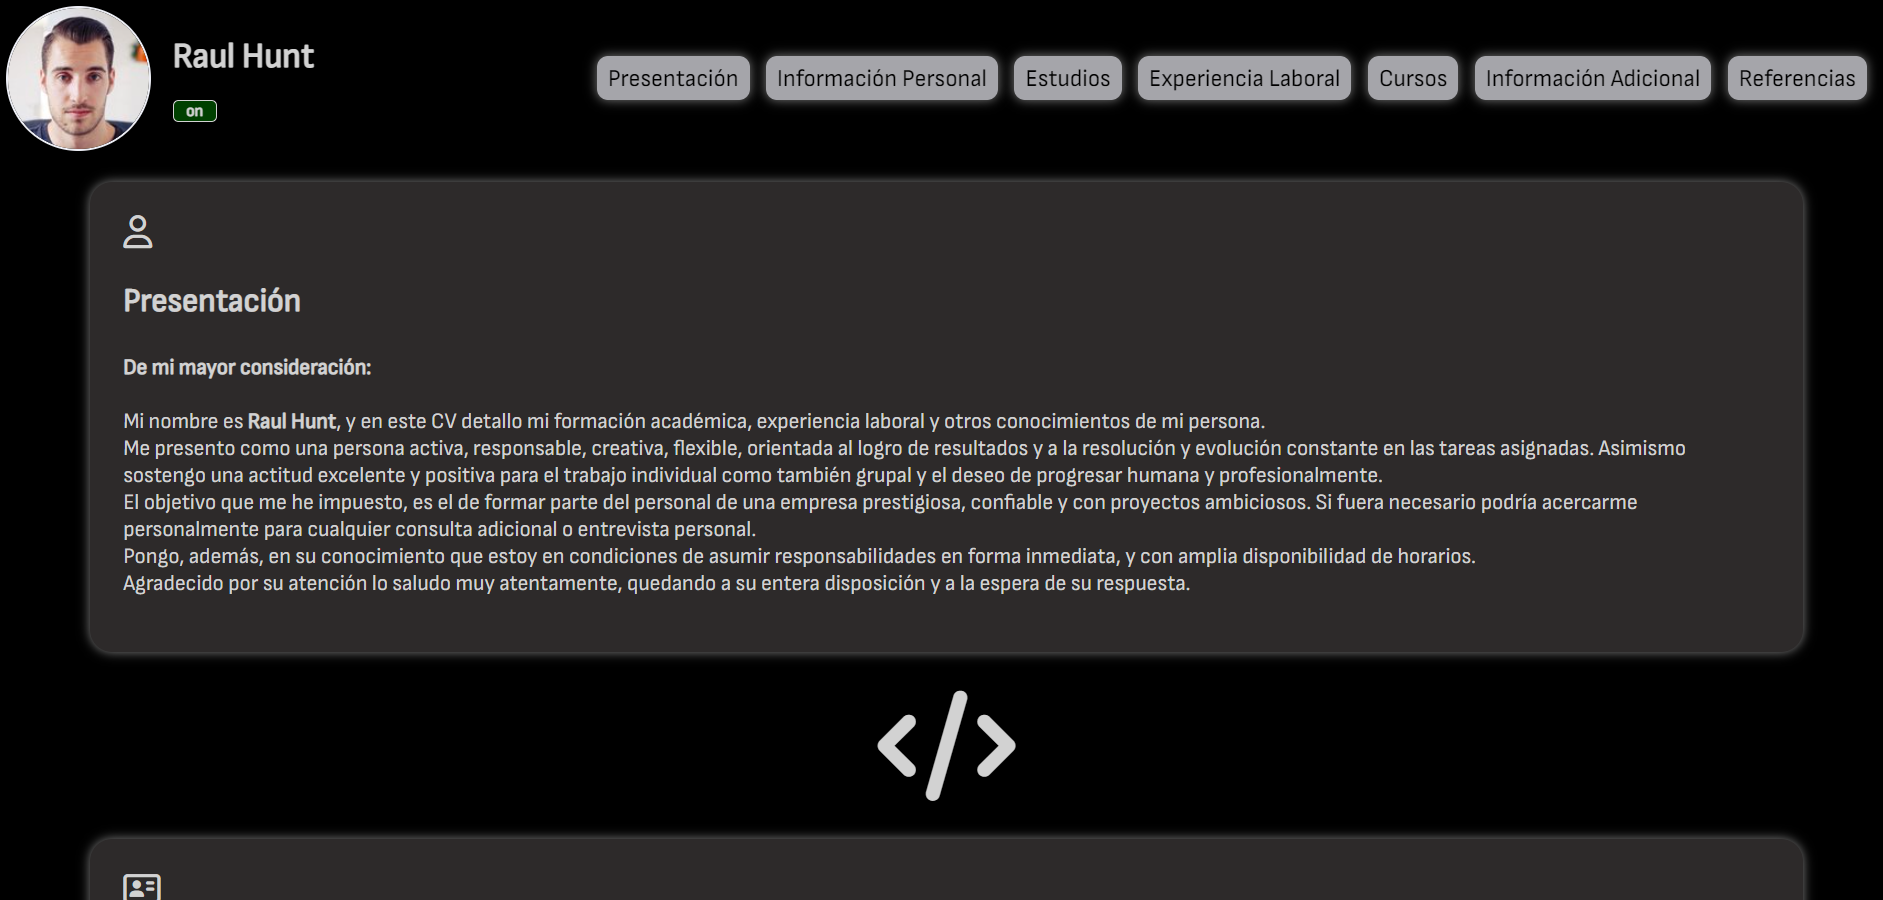 Raul Hunt
on
Presentación
Información Personal
Estudios
Experiencia Laboral
Cursos
Información Adicional
Referencias
Presentación
De mi mayor consideración:
Mi nombre es Raul Hunt, y en este CV detallo mi formación académica, experiencia laboral y otros conocimientos de mi persona.
Me presento como una persona activa, responsable, creativa, flexible, orientada al logro de resultados y a la resolución y evolución constante en las tareas asignadas. Asimismo
sostengo una actitud excelente y positiva para el trabajo individual como también grupal y el deseo de progresar humana y profesionalmente.
El objetivo que me he impuesto, es el de formar parte del personal de una empresa prestigiosa, confiable y con proyectos ambiciosos. Si fuera necesario podría acercarme
personalmente para cualquier consulta adicional o entrevista personal.
Pongo, además, en su conocimiento que estoy en condiciones de asumir responsabilidades en forma inmediata, y con amplia disponibilidad de horarios.
Agradecido por su atención lo saludo muy atentamente, quedando a su entera disposición y a la espera de su respuesta.